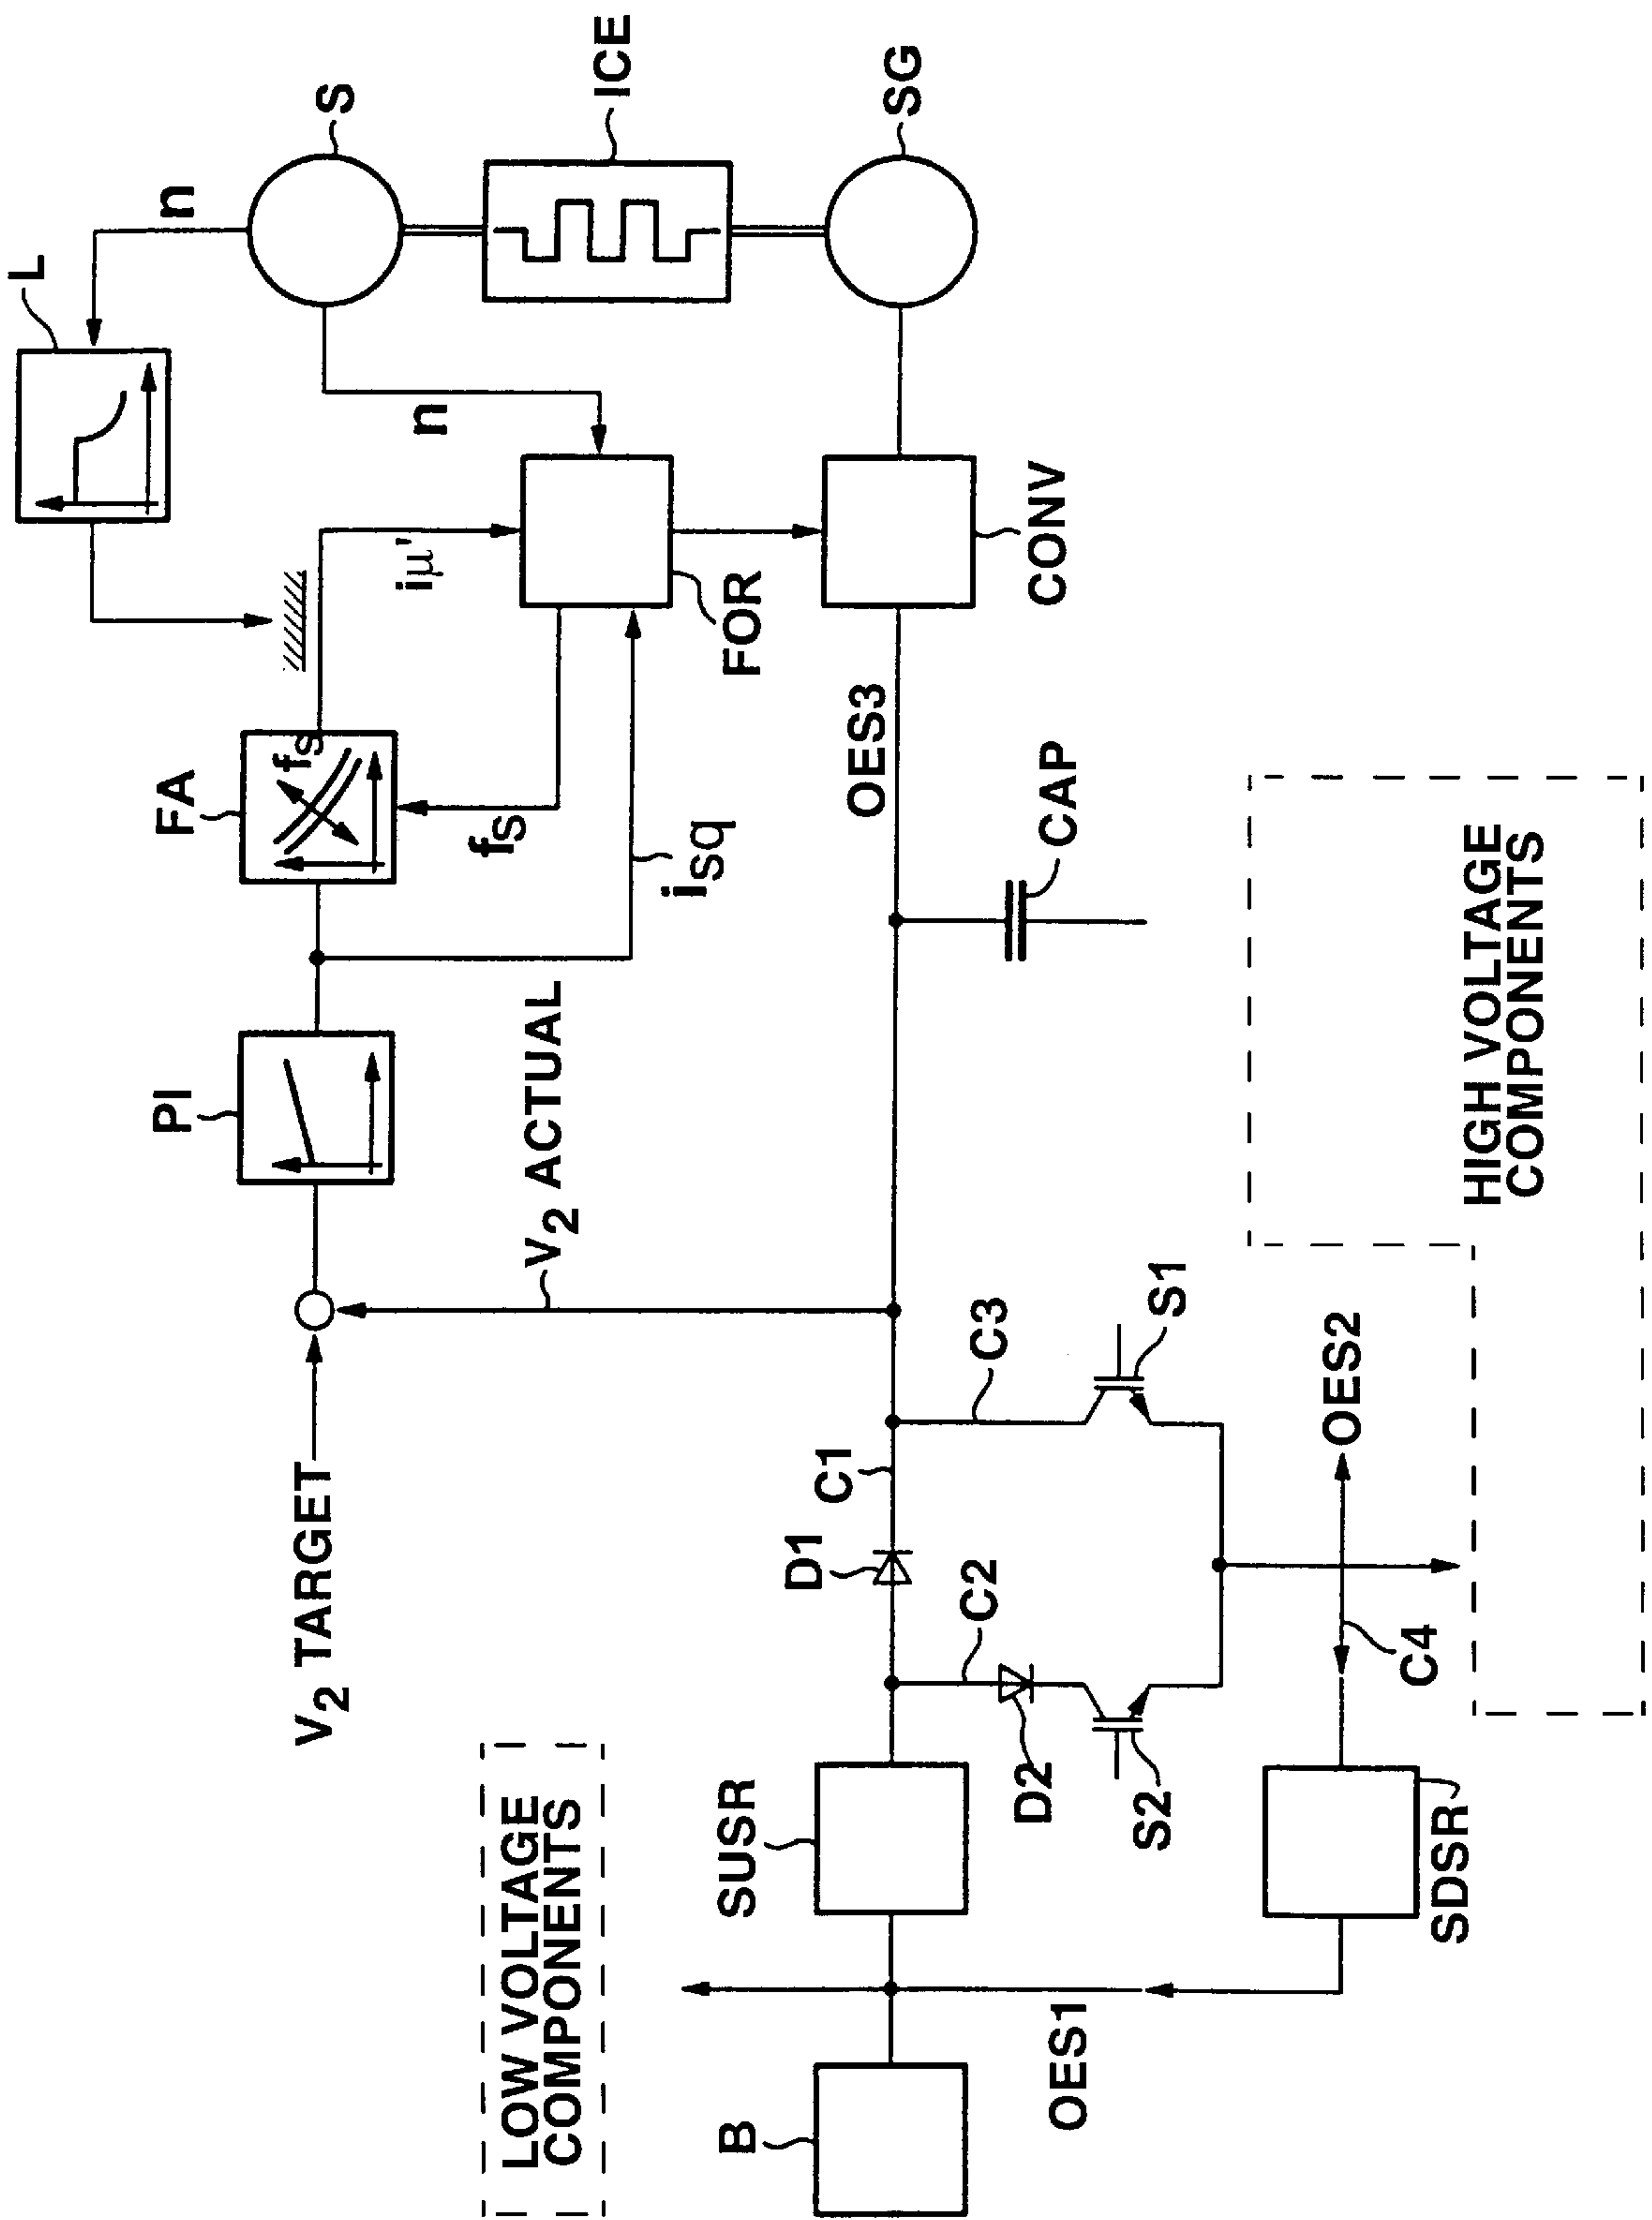 S
n
L
ICE
SG
n
iμ'
FOR
CONV
FA
fS
fS
iSq
OES3
CAP
PI
V2 ACTUAL
V2 TARGET
HIGH VOLTAGE
COMPONENTS
C3
S1
C1
D1
C2
D2
S2
OES2
C4
SUSR
SDSR
LOW VOLTAGE
COMPONENTS
OES1
B